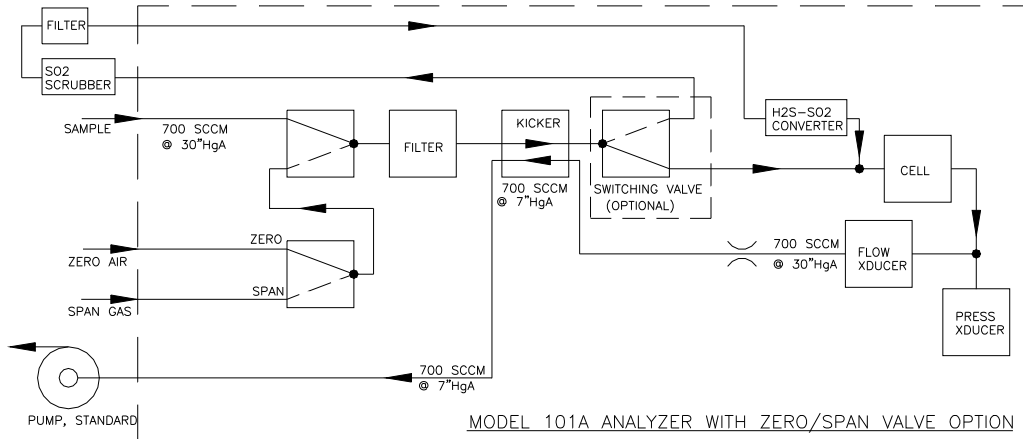 FILTER
SO2
SCRUBBER
SAMPLE
700 SCCM
@ 30"HgA
FILTER
KICKER
700 SCCM
@ 7"HgA
SWITCHING VALVE
(OPTIONAL)
H2S-SO2
CONVERTER
CELL
ZERO
ZERO AIR
SPAN
SPAN GAS
700 SCCM
@ 30"HgA
FLOW
XDUCER
PRESS
XDUCER
700 SCCM
@ 7"HgA
PUMP, STANDARD
MODEL 101A ANALYZER WITH ZERO/SPAN VALVE OPTION